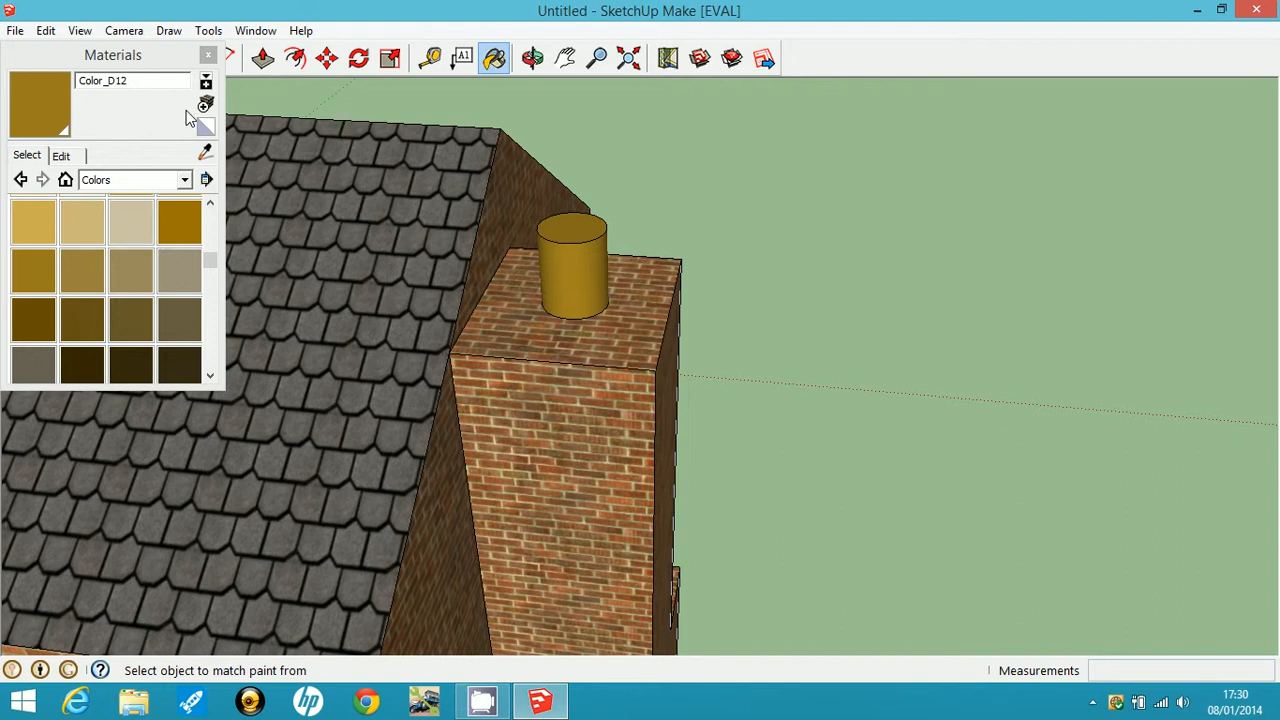 Untitled - SketchUp Make [EVAL]
File Edit View Camera Draw Tools Window Help
Materials
A1
Color_D12
Select Edit
Colors
Select object to match paint from
Measurements
17:30
08/01/2014